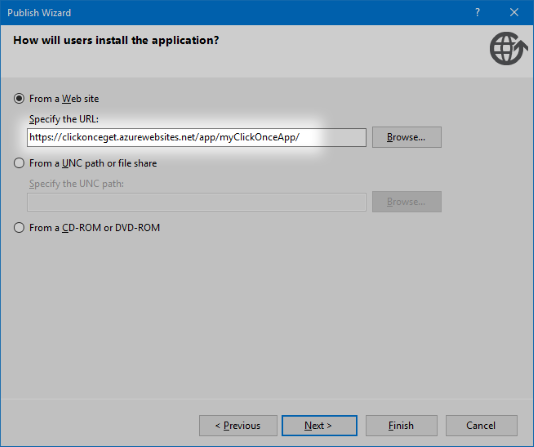 Publish Wizard ?
How will users install the application?
From a Web site
Specify the URL:
https://clickonceget.azurewebsites.net/app/myClickOnceApp/ Browse...
From a UNC path or file share
Specify the UNC path:
Browse...
From a CD-ROM or DVD-ROM
< Previous Next > Finish Cancel